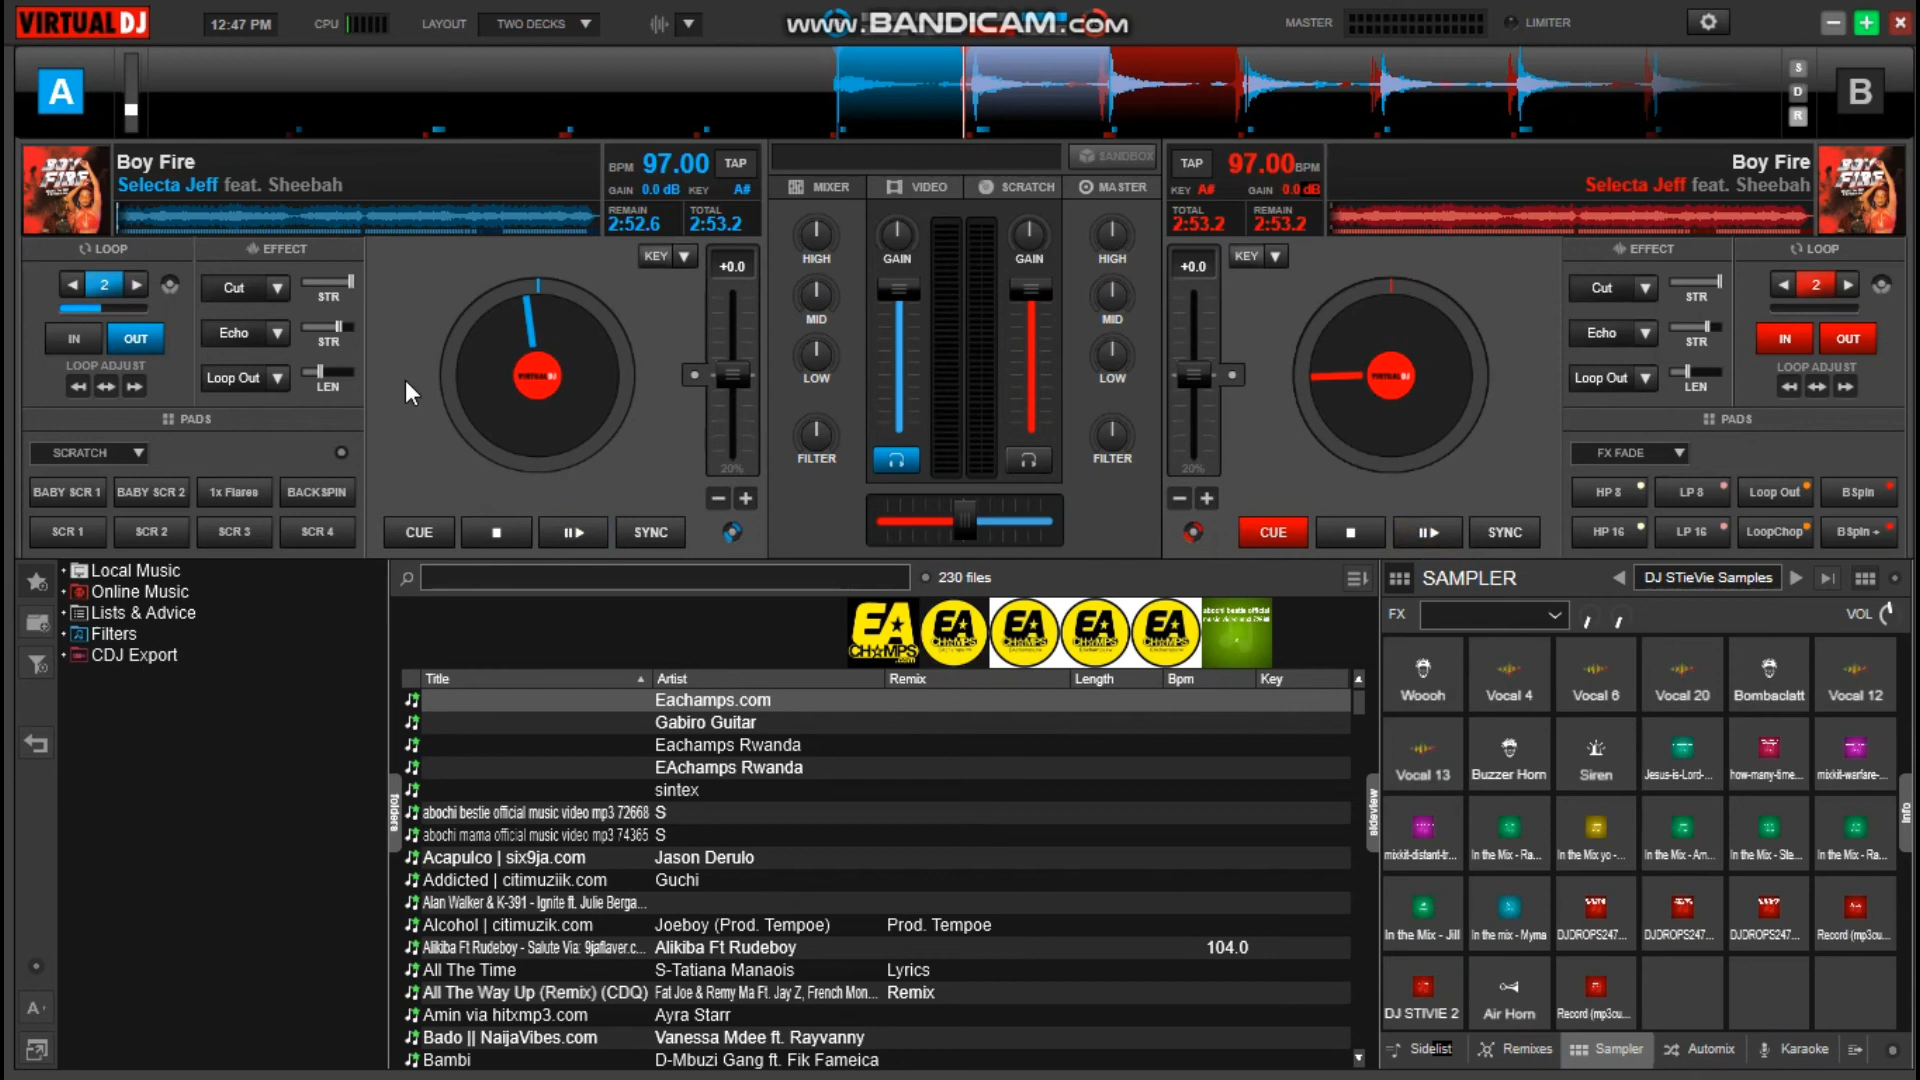 VIRTUAL DJ
12:47 PM
CPU
LAYOUT
TWO DECKS
www.BANDICAM.com
MASTER
LIMITER
A
S
D
R
B
Boy Fire
Selecta Jeff feat. Sheebah
BPM 97.00 TAP
GAIN 0.0 dB KEY A#
REMAIN 2:52.6
TOTAL 2:53.2
SANDBOX
MIXER
VIDEO
SCRATCH
MASTER
TAP 97.00 BPM
KEY A# GAIN 0.0 dB
TOTAL 2:53.2
REMAIN 2:53.2
Boy Fire
Selecta Jeff feat. Sheebah
LOOP
2
IN
OUT
LOOP ADJUST
EFFECT
Cut
STR
Echo
STR
Loop Out
LEN
KEY
+0.0
20%
HIGH
MID
LOW
FILTER
GAIN
GAIN
HIGH
MID
LOW
FILTER
+0.0
KEY
20%
EFFECT
Cut
STR
Echo
STR
Loop Out
LEN
LOOP
2
IN
OUT
LOOP ADJUST
PADS
SCRATCH
BABY SCR 1
BABY SCR 2
1x Flares
BACKSPIN
SCR 1
SCR 2
SCR 3
SCR 4
VIRTUAL DJ
CUE
SYNC
VIRTUAL DJ
CUE
SYNC
PADS
FX FADE
HP 8
LP 8
Loop Out
BSpin
HP 16
LP 16
LoopChop
BSpin +
Local Music
Online Music
Lists & Advice
Filters
CDJ Export
A
folders
230 files
EA CHAMPS.com
EA CHAMPS
EA CHAMPS
EA CHAMPS
EA CHAMPS
abochi bestie official music video mp3 72668
Title Artist Remix Length Bpm Key
Eachamps.com
Gabiro Guitar
Eachamps Rwanda
EAchamps Rwanda
sintex
abochi bestie official music video mp3 72668 S
abochi mama official music video mp3 74365 S
Acapulco | six9ja.com Jason Derulo
Addicted | citimuziik.com Guchi
Alan Walker & K-391 - Ignite ft. Julie Berga...
Alcohol | citimuzik.com Joeboy (Prod. Tempoe) Prod. Tempoe
Alikiba Ft Rudeboy - Salute Via: 9jaflaver.c... Alikiba Ft Rudeboy 104.0
All The Time S-Tatiana Manaois Lyrics
All The Way Up (Remix) (CDQ) Fat Joe & Remy Ma Ft. Jay Z, French Mon... Remix
Amin via hitxmp3.com Ayra Starr
Bado || NaijaVibes.com Vanessa Mdee ft. Rayvanny
Bambi D-Mbuzi Gang ft. Fik Fameica
sideview
SAMPLER
DJ STieVie Samples
FX
VOL
Woooh
Vocal 4
Vocal 6
Vocal 20
Bombaclatt
Vocal 12
Vocal 13
Buzzer Horn
Siren
Jesus-is-Lord-...
how-many-time...
mixkit-warfare-...
mixkit-distant-tr...
In the Mix - Ra...
In the Mix yo -...
In the Mix - Am...
In the Mix - Ste...
In the Mix - Ra...
In the Mix - Jill
In the mix - Myma
DJDROPS247...
DJDROPS247...
DJDROPS247...
Record (mp3cu...
DJ STIVIE 2
Air Horn
Record (mp3cu...
info
Sidelist
Remixes
Sampler
Automix
Karaoke